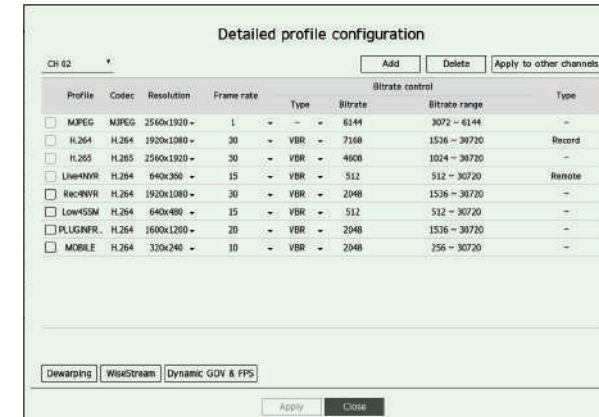 Detailed profile configuration
CH 02 Add Delete Apply to other channels
Bitrate control
Profile Codec Resolution Frame rate Type
Type Bitrate Bitrate range
MJPEG MJPEG 2560x1920 1 - 6144 3072 ~ 6144 -
H.264 H.264 1920x1080 30 VBR 7168 1536 ~ 30720 Record
H.265 H.265 2560x1920 30 VBR 4608 1024 ~ 30720 -
Live4NVR H.264 640x360 15 VBR 512 512 ~ 30720 Remote
Rec4NVR H.264 1920x1080 30 VBR 2048 1536 ~ 30720 -
Low4SSM H.264 640x480 15 VBR 512 512 ~ 30720 -
PLUGINFR.. H.264 1600x1200 20 VBR 2048 1536 ~ 30720 -
MOBILE H.264 320x240 10 VBR 2048 256 ~ 30720 -
Dewarping WiseStream Dynamic GOV & FPS
Apply Close